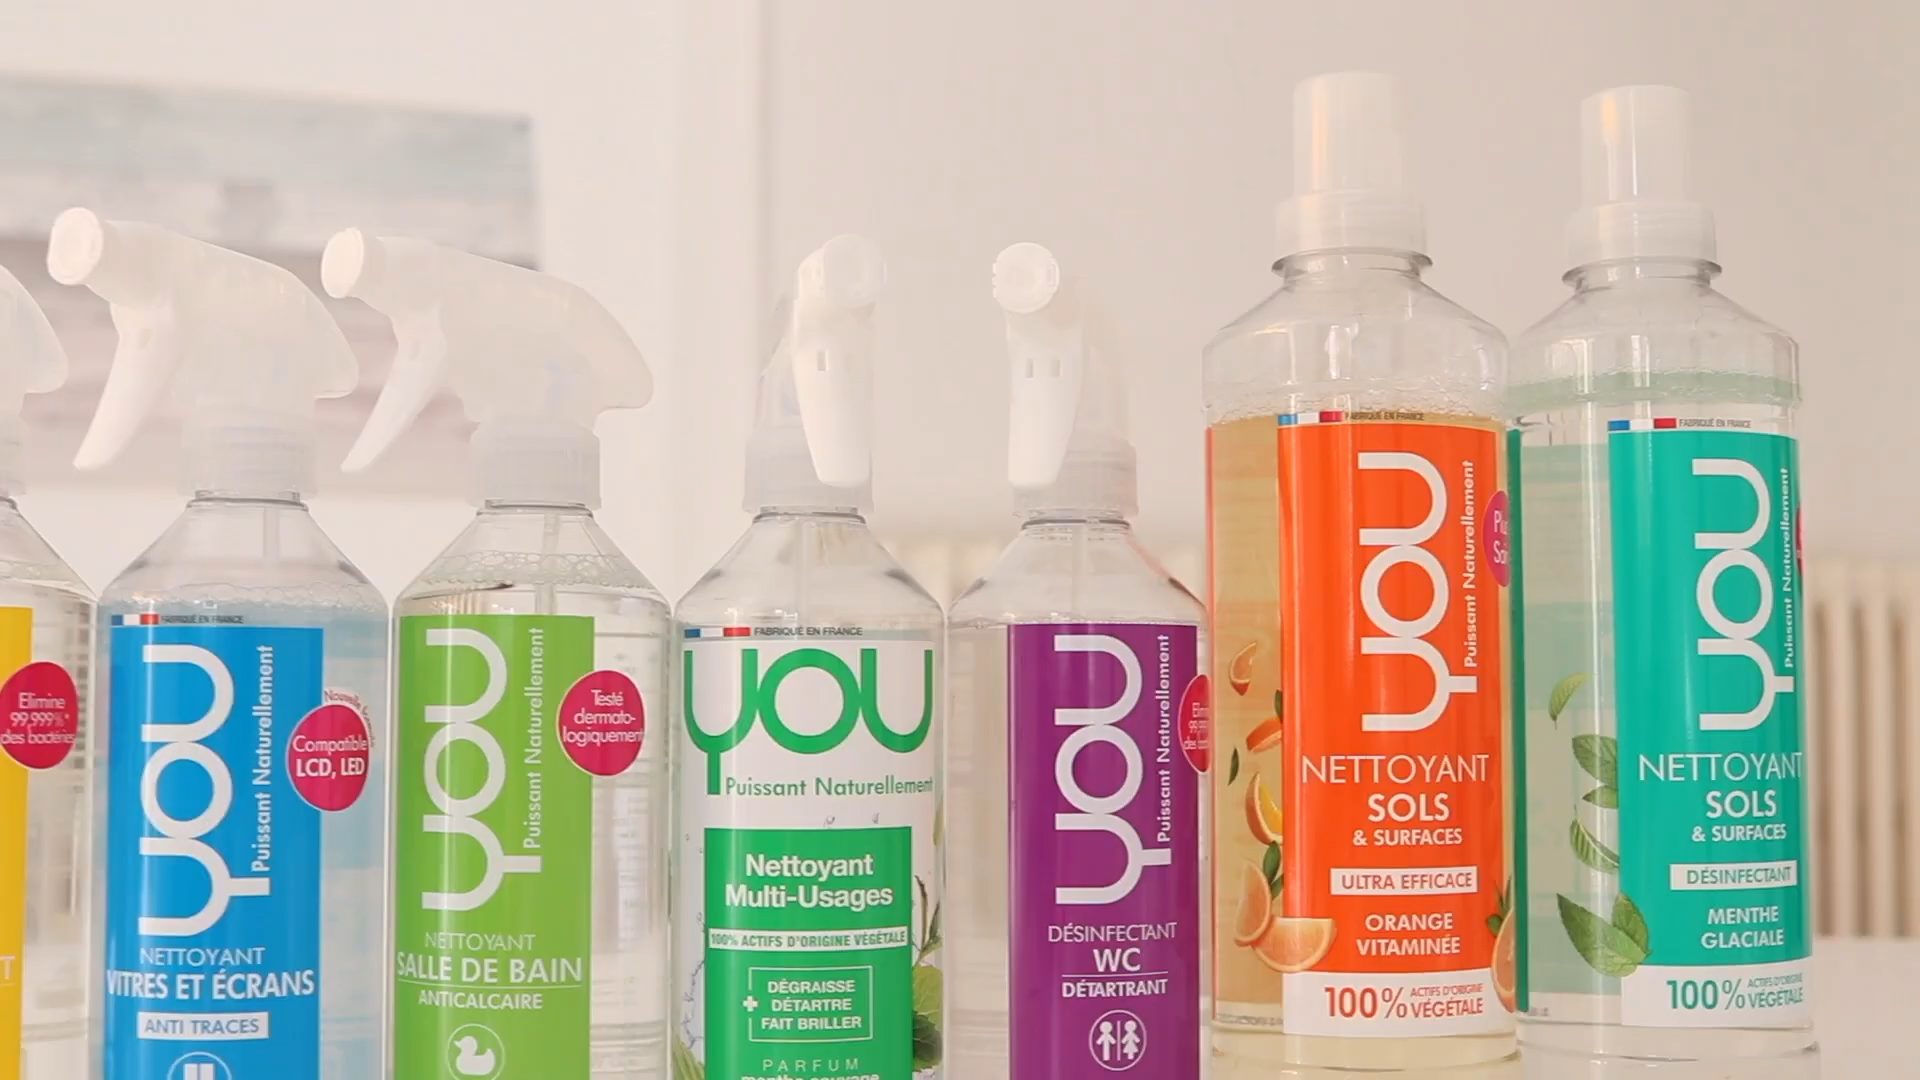 Elimine
99,999%*
des bactéries
FABRIQUÉ EN FRANCE
YOU
Puissant Naturellement
Compatible
LCD, LED
NETTOYANT
VITRES ET ÉCRANS
ANTI TRACES
YOU
Puissant Naturellement
Testé
dermato-
logiquement
NETTOYANT
SALLE DE BAIN
ANTICALCAIRE
FABRIQUÉ EN FRANCE
YOU
Puissant Naturellement
Nettoyant
Multi-Usages
100% ACTIFS D'ORIGINE VÉGÉTALE
DÉGRAISSE
+ DÉTARTRE
FAIT BRILLER
PARFUM
YOU
Puissant Naturellement
DÉSINFECTANT
WC
DÉTARTRANT
FABRIQUÉ EN FRANCE
YOU
Puissant Naturellement
NETTOYANT
SOLS
& SURFACES
ULTRA EFFICACE
ORANGE
VITAMINÉE
100% ACTIFS D'ORIGINE
VÉGÉTALE
FABRIQUÉ EN FRANCE
YOU
Puissant Naturellement
NETTOYANT
SOLS
& SURFACES
DÉSINFECTANT
MENTHE
GLACIALE
100% ACTIFS D'ORIGINE
VÉGÉTALE